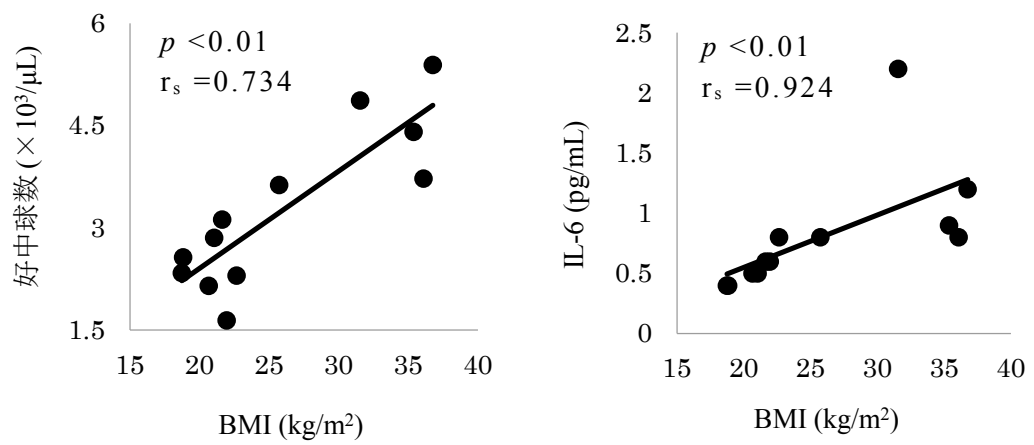 6
4.5
3
1.5
好中球数 (×10³/μL)
p <0.01
rₛ =0.734
15 20 25 30 35 40
BMI (kg/m²)
2.5
2
1.5
1
0.5
0
IL-6 (pg/mL)
p <0.01
rₛ =0.924
15 20 25 30 35 40
BMI (kg/m²)